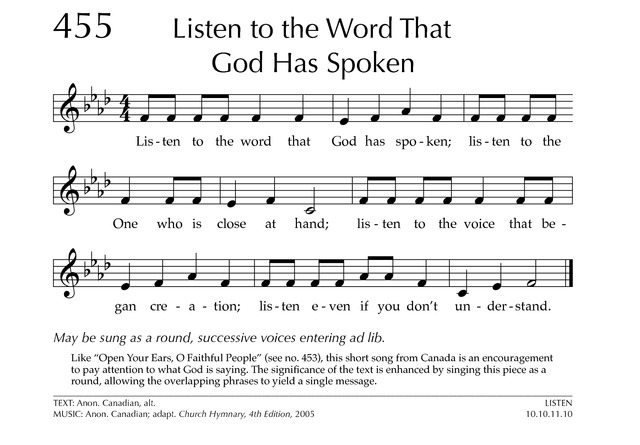 455
Listen to the Word That
God Has Spoken
4
4
Lis - ten to the word that God has spo - ken; lis - ten to the
One who is close at hand; lis - ten to the voice that be -
gan cre - a - tion; lis - ten e - ven if you don't un - der - stand.
May be sung as a round, successive voices entering ad lib.
Like “Open Your Ears, O Faithful People” (see no. 453), this short song from Canada is an encouragement
to pay attention to what God is saying. The significance of the text is enhanced by singing this piece as a
round, allowing the overlapping phrases to yield a single message.
TEXT: Anon. Canadian, alt.
MUSIC: Anon. Canadian; adapt. Church Hymnary, 4th Edition, 2005
LISTEN
10.10.11.10